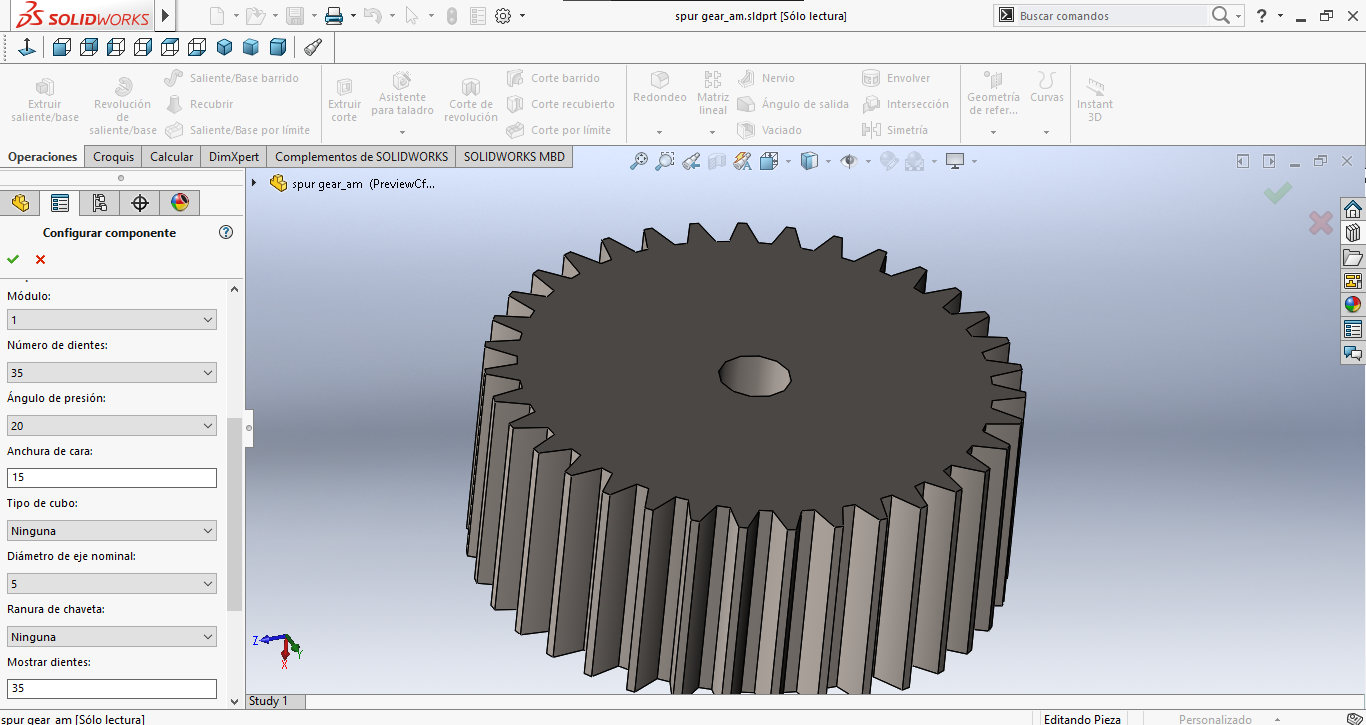 SOLIDWORKS
spur gear_am.sldprt [Sólo lectura]
Buscar comandos
?
Extruir saliente/base
Revolución de saliente/base
Saliente/Base barrido
Recubrir
Saliente/Base por límite
Extruir corte
Asistente para taladro
Corte de revolución
Corte barrido
Corte recubierto
Corte por límite
Redondeo
Matriz lineal
Nervio
Ángulo de salida
Vaciado
Envolver
Intersección
Simetría
Geometría de refer...
Curvas
Instant 3D
Operaciones
Croquis
Calcular
DimXpert
Complementos de SOLIDWORKS
SOLIDWORKS MBD
spur gear_am (PreviewCf...
Configurar componente
?
Módulo:
1
Número de dientes:
35
Ángulo de presión:
20
Anchura de cara:
15
Tipo de cubo:
Ninguna
Diámetro de eje nominal:
5
Ranura de chaveta:
Ninguna
Mostrar dientes:
35
Z
Y
X
Study 1
spur gear_am [Sólo lectura]
Editando Pieza
Personalizado